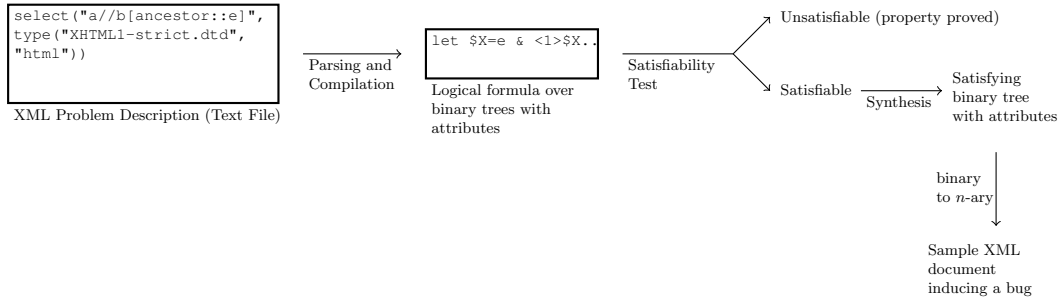 select("a//b[ancestor::e]",
type("XHTML1-strict.dtd",
"html"))
XML Problem Description (Text File)
Parsing and
Compilation
let $X=e & <1>$X..
Logical formula over
binary trees with
attributes
Satisfiability
Test
Unsatisfiable (property proved)
Satisfiable
Synthesis
Satisfying
binary tree
with attributes
binary
to n-ary
Sample XML
document
inducing a bug